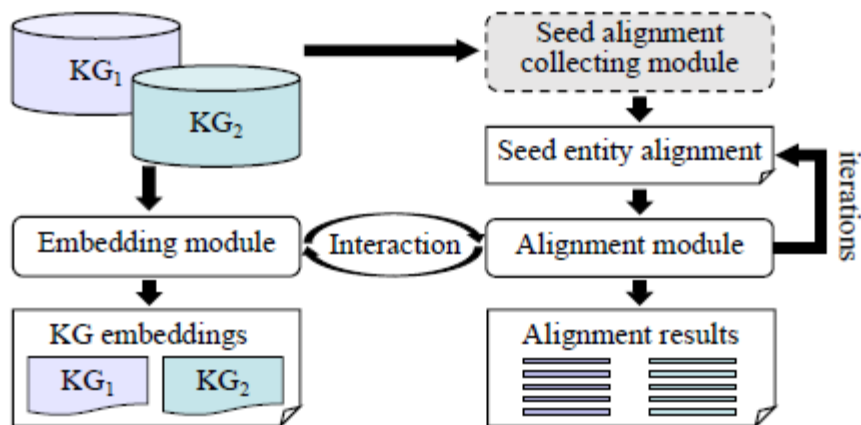 KG₁
KG₂
Seed alignment
collecting module
Seed entity alignment
iterations
Embedding module
Interaction
Alignment module
KG embeddings
KG₁
KG₂
Alignment results